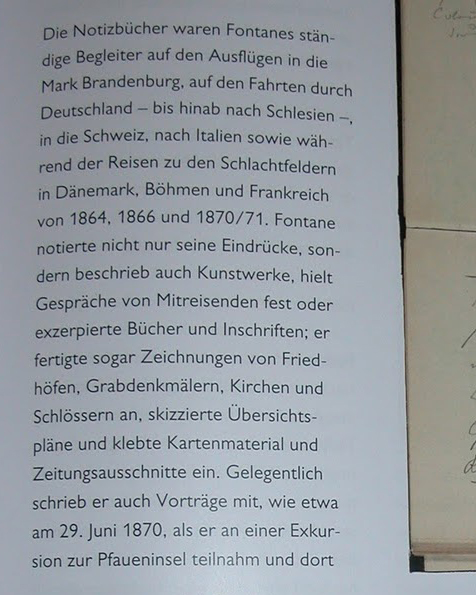 Die Notizbücher waren Fontanes stän-
dige Begleiter auf den Ausflügen in die
Mark Brandenburg, auf den Fahrten durch
Deutschland – bis hinab nach Schlesien –,
in die Schweiz, nach Italien sowie wäh-
rend der Reisen zu den Schlachtfeldern
in Dänemark, Böhmen und Frankreich
von 1864, 1866 und 1870/71. Fontane
notierte nicht nur seine Eindrücke, son-
dern beschrieb auch Kunstwerke, hielt
Gespräche von Mitreisenden fest oder
exzerpierte Bücher und Inschriften; er
fertigte sogar Zeichnungen von Fried-
höfen, Grabdenkmälern, Kirchen und
Schlössern an, skizzierte Übersichts-
pläne und klebte Kartenmaterial und
Zeitungsausschnitte ein. Gelegentlich
schrieb er auch Vorträge mit, wie etwa
am 29. Juni 1870, als er an einer Exkur-
sion zur Pfaueninsel teilnahm und dort